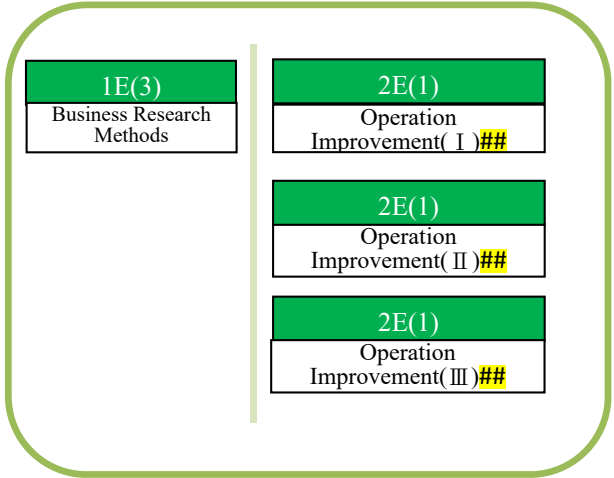 1E(3)
Business Research
Methods
2E(1)
Operation
Improvement(Ⅰ)##
2E(1)
Operation
Improvement(Ⅱ)##
2E(1)
Operation
Improvement(Ⅲ)##